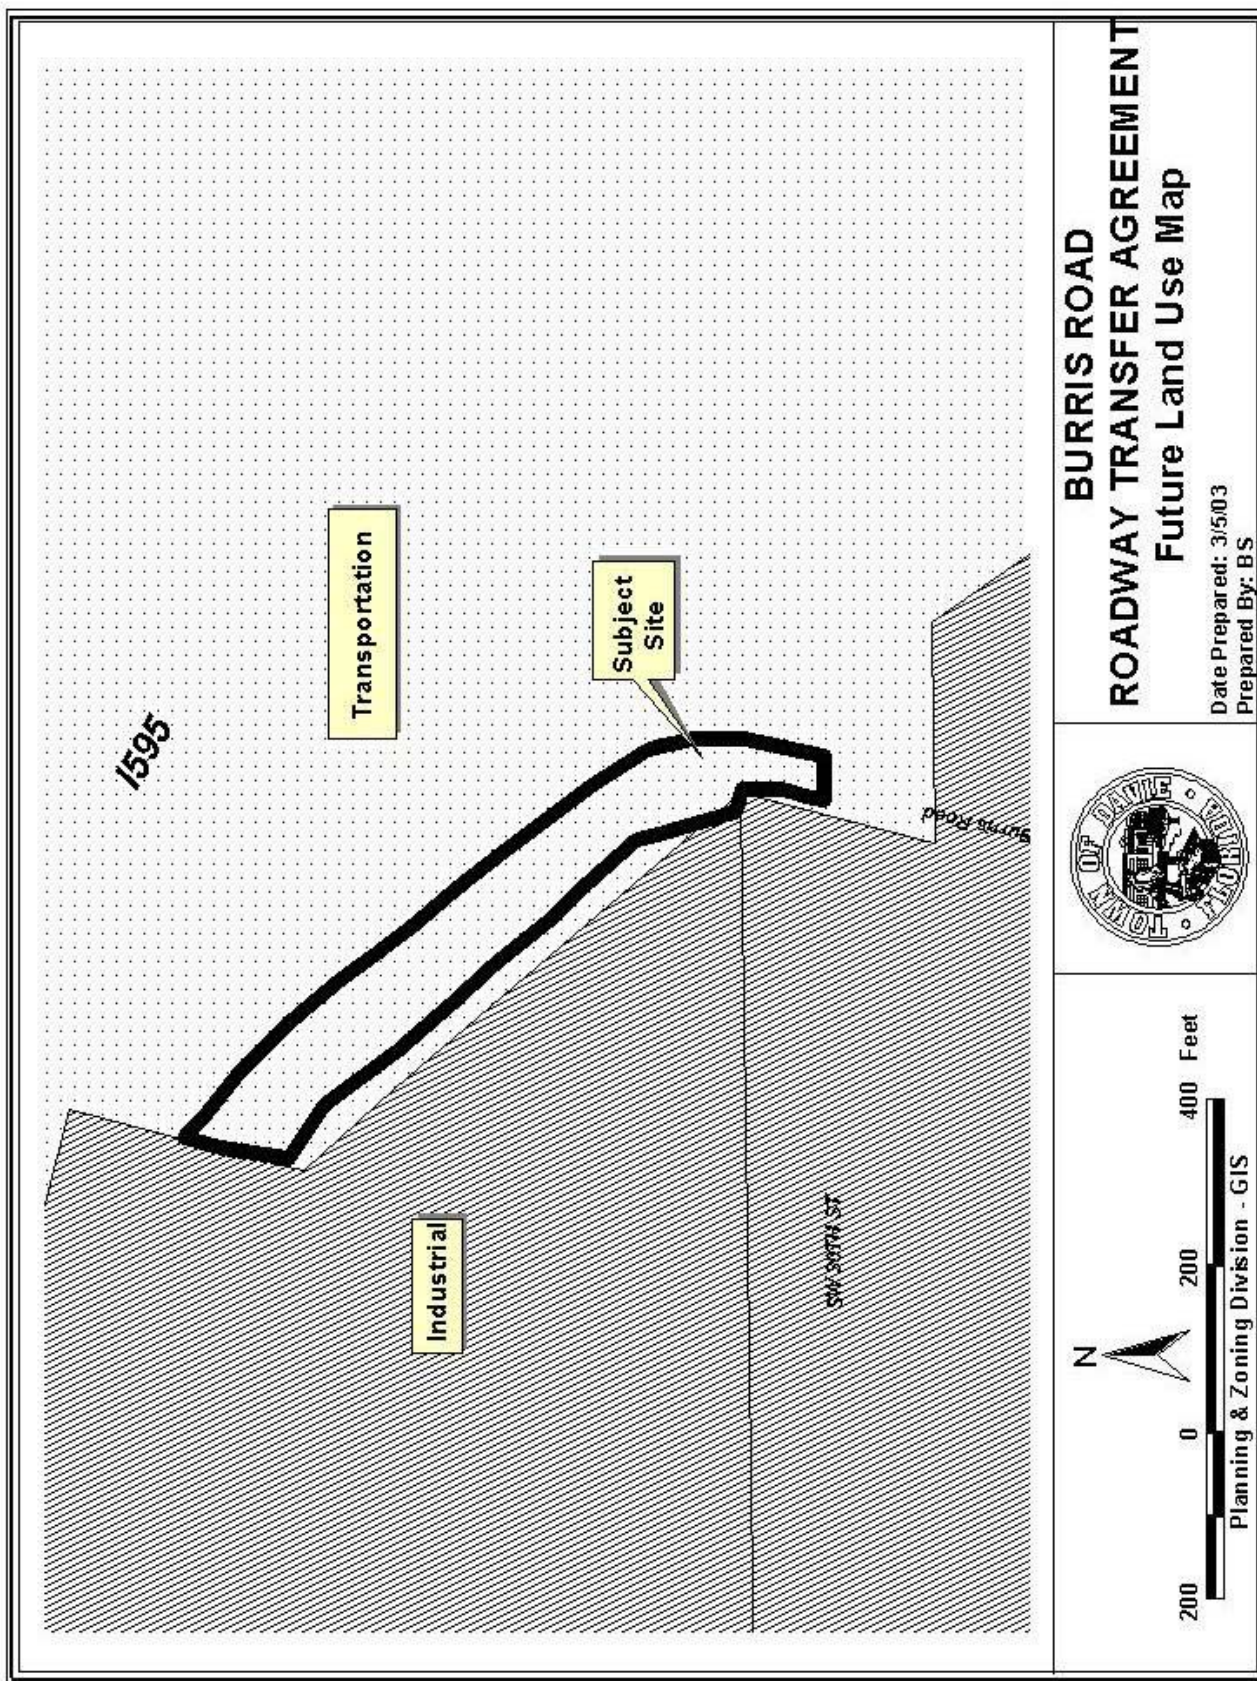 I595
Transportation
Subject
Site
Industrial
Burris Road
SW 30TH ST
N
200 0 200 400 Feet
Planning & Zoning Division - GIS
TOWN OF DAVIE • FLORIDA •
BURRIS ROAD
ROADWAY TRANSFER AGREEMENT
Future Land Use Map
Date Prepared: 3/5/03
Prepared By: BS